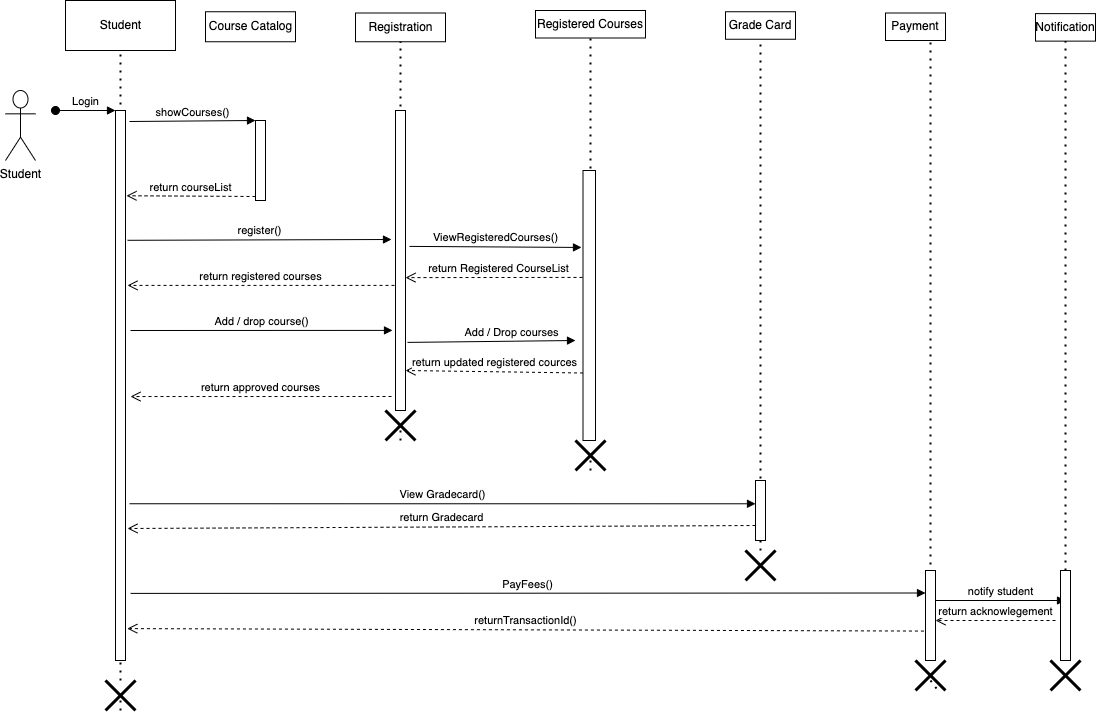 Student
Course Catalog
Registration
Registered Courses
Grade Card
Payment
Notification
Login
showCourses()
Student
return courseList
register()
ViewRegisteredCourses()
return Registered CourseList
return registered courses
Add / drop course()
Add / Drop courses
return updated registered cources
return approved courses
View Gradecard()
return Gradecard
PayFees()
notify student
return acknowlegement
returnTransactionId()